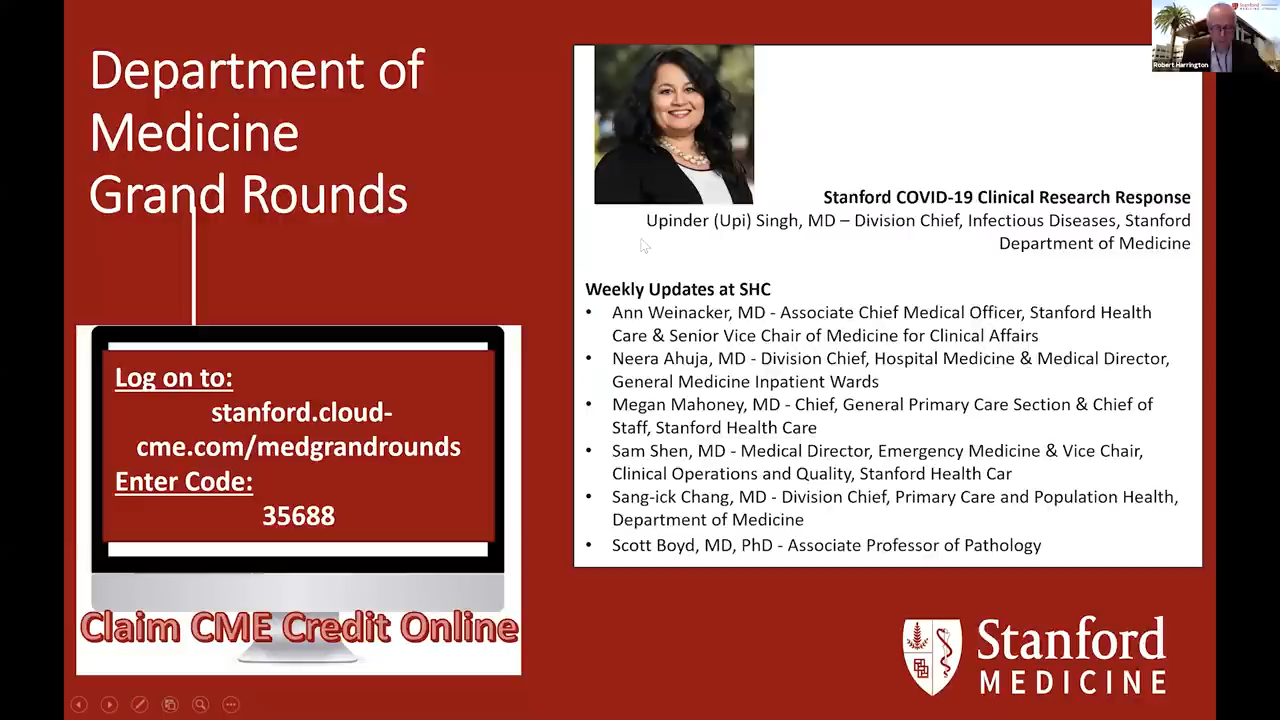 Department of
Medicine
Grand Rounds
Log on to:
stanford.cloud-
cme.com/medgrandrounds
Enter Code:
35688
Claim CME Credit Online
Stanford COVID-19 Clinical Research Response
Upinder (Upi) Singh, MD – Division Chief, Infectious Diseases, Stanford
Department of Medicine
Weekly Updates at SHC
• Ann Weinacker, MD - Associate Chief Medical Officer, Stanford Health
Care & Senior Vice Chair of Medicine for Clinical Affairs
• Neera Ahuja, MD - Division Chief, Hospital Medicine & Medical Director,
General Medicine Inpatient Wards
• Megan Mahoney, MD - Chief, General Primary Care Section & Chief of
Staff, Stanford Health Care
• Sam Shen, MD - Medical Director, Emergency Medicine & Vice Chair,
Clinical Operations and Quality, Stanford Health Car
• Sang-ick Chang, MD - Division Chief, Primary Care and Population Health,
Department of Medicine
• Scott Boyd, MD, PhD - Associate Professor of Pathology
Stanford
MEDICINE
Stanford
MEDICINE
Robert Harrington